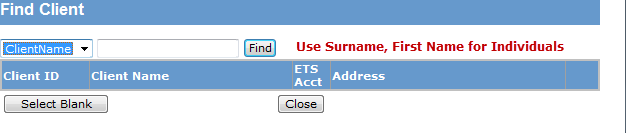 Find Client
ClientName Find Use Surname, First Name for Individuals
Client ID Client Name ETS Acct Address
Select Blank Close